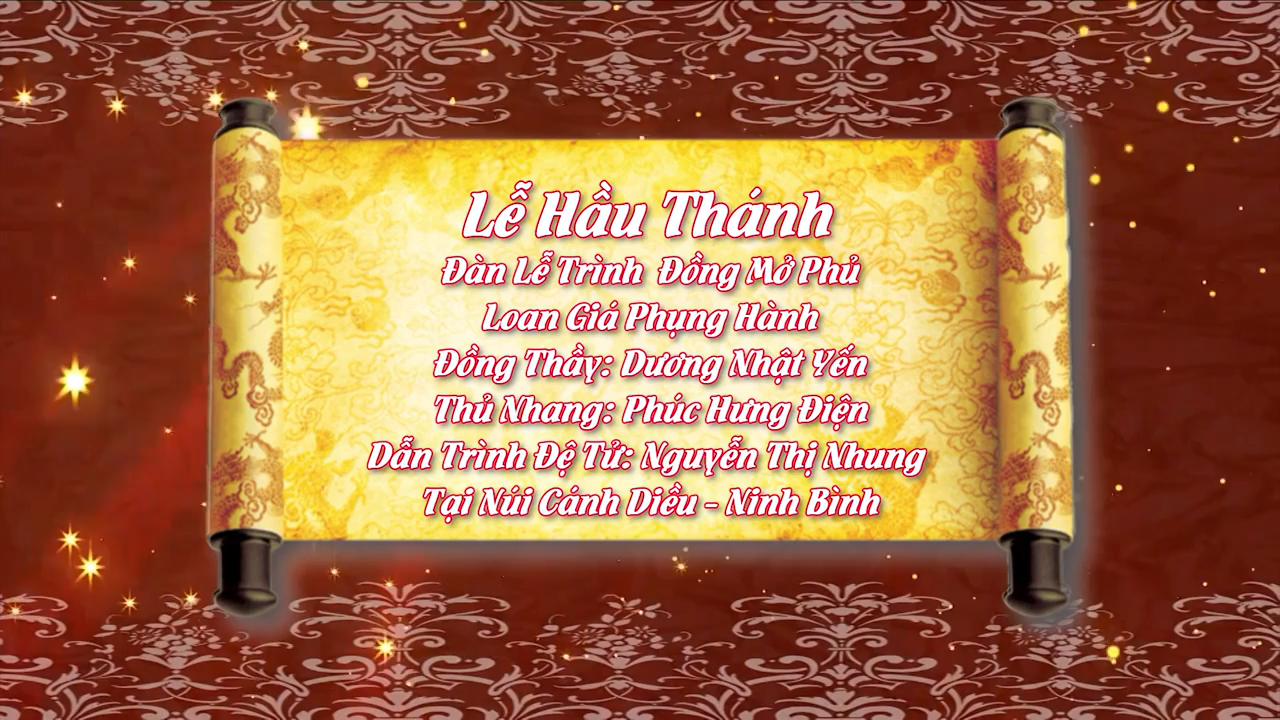 Lễ Hầu Thánh
Đàn Lễ Trình Đồng Mở Phủ
Loan Giá Phụng Hành
Đồng Thầy: Dương Nhật Yến
Thủ Nhang: Phúc Hưng Điện
Dẫn Trình Đệ Tử: Nguyễn Thị Nhung
Tại Núi Cánh Diều - Ninh Bình